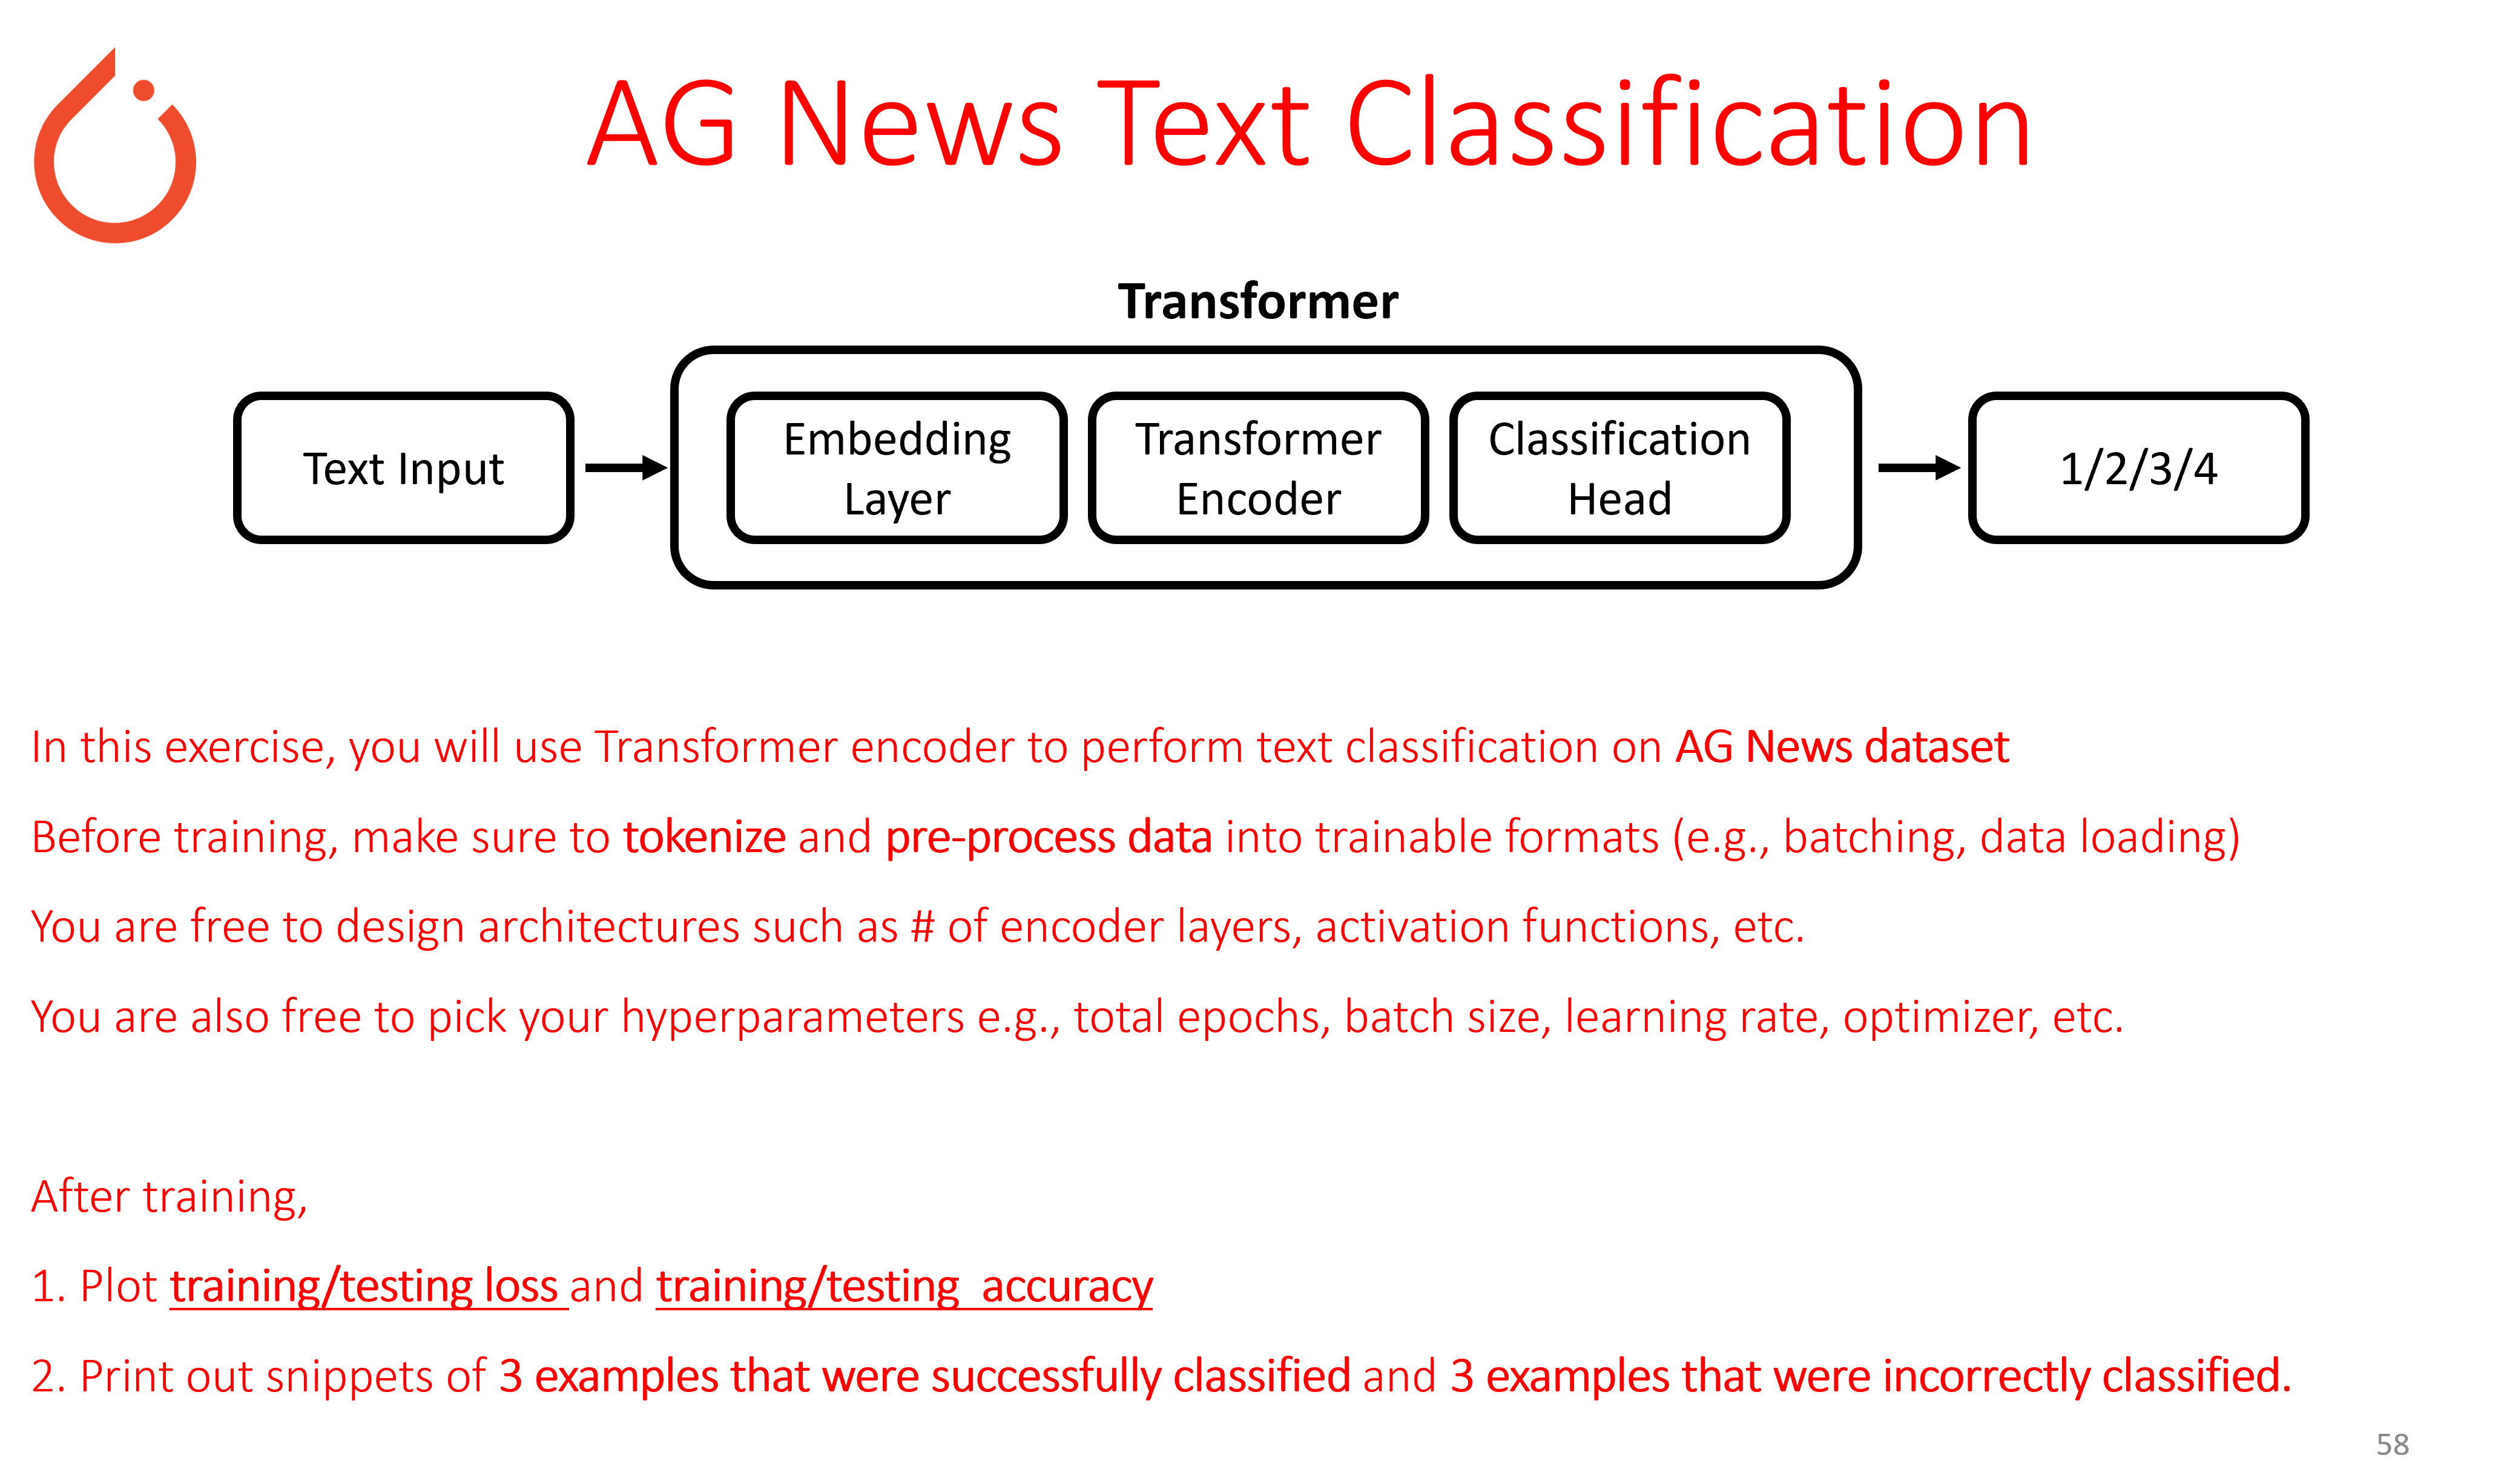 AG News Text Classification
Transformer
Text Input
Embedding
Layer
Transformer
Encoder
Classification
Head
1/2/3/4
In this exercise, you will use Transformer encoder to perform text classification on AG News dataset
Before training, make sure to tokenize and pre-process data into trainable formats (e.g., batching, data loading)
You are free to design architectures such as # of encoder layers, activation functions, etc.
You are also free to pick your hyperparameters e.g., total epochs, batch size, learning rate, optimizer, etc.
After training,
1. Plot training/testing loss and training/testing accuracy
2. Print out snippets of 3 examples that were successfully classified and 3 examples that were incorrectly classified.
58